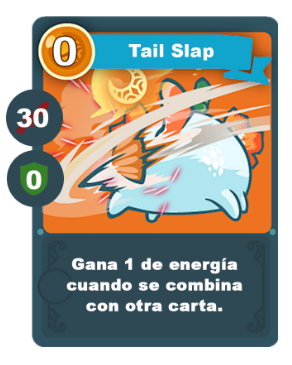 0
Tail Slap
30
0
Gana 1 de energía
cuando se combina
con otra carta.